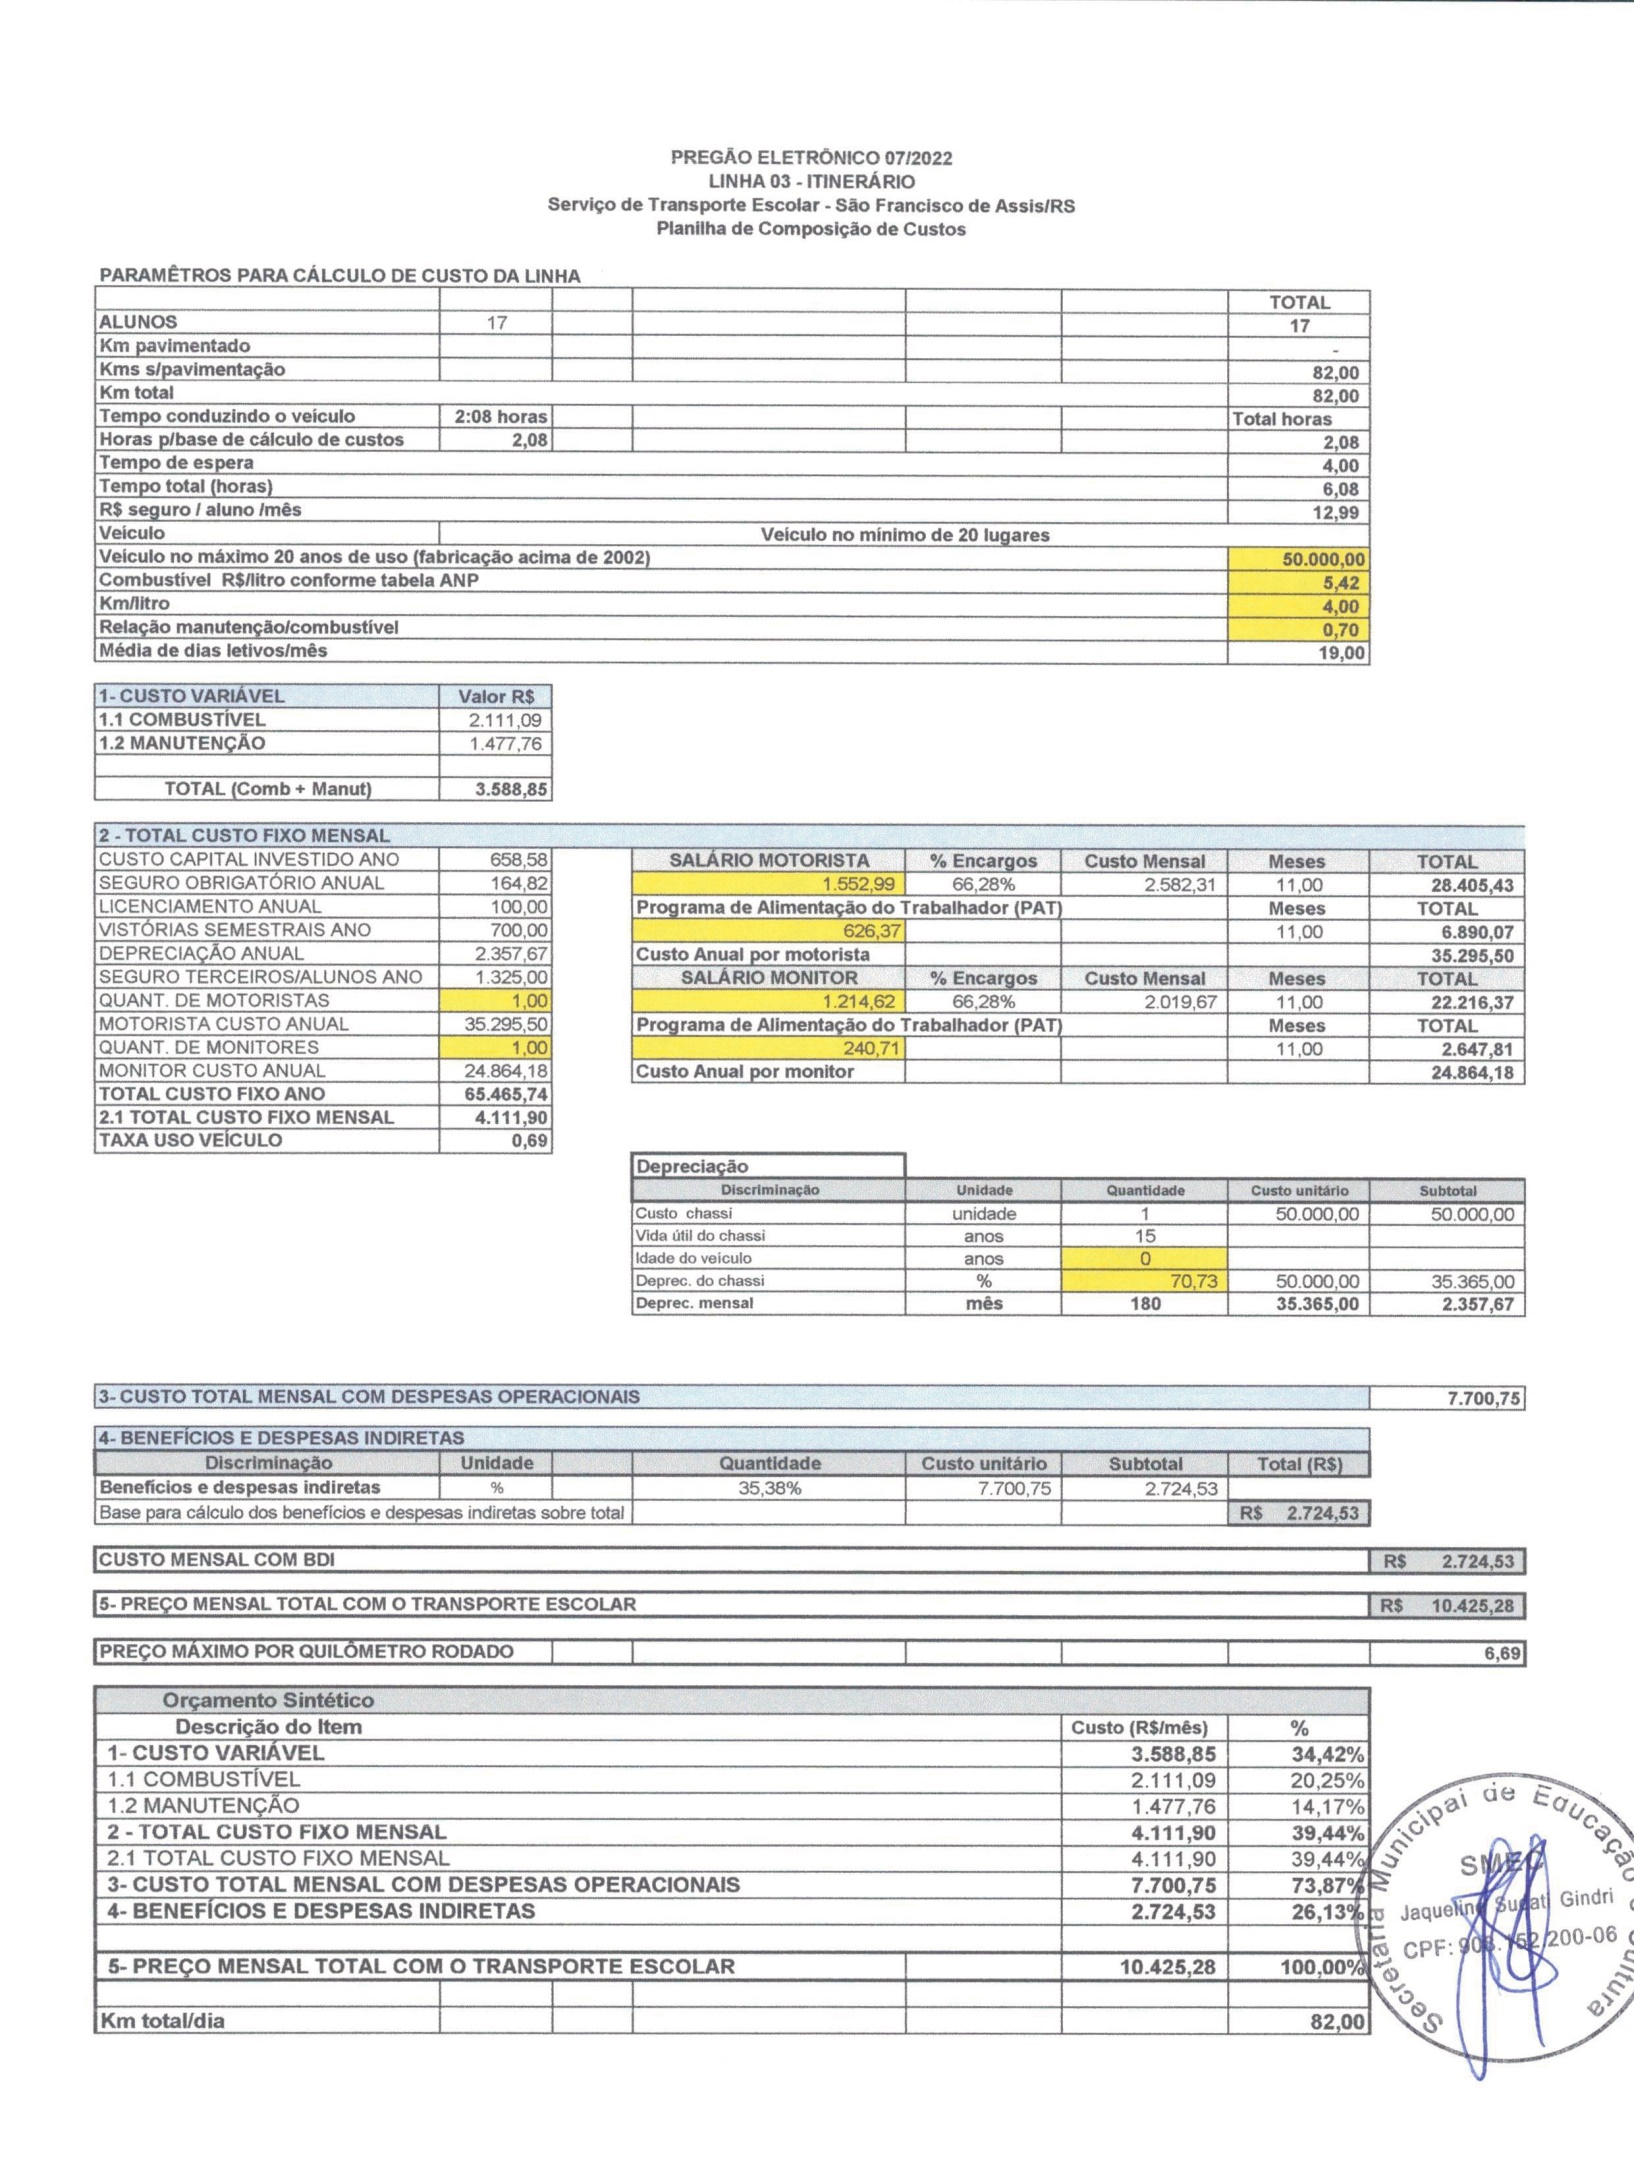 PREGÃO ELETRÔNICO 07/2022
LINHA 03 - ITINERÁRIO
Serviço de Transporte Escolar - São Francisco de Assis/RS
Planilha de Composição de Custos
PARAMÊTROS PARA CÁLCULO DE CUSTO DA LINHA
TOTAL
ALUNOS 17 17
Km pavimentado -
Kms s/pavimentação 82,00
Km total 82,00
Tempo conduzindo o veículo 2:08 horas Total horas
Horas p/base de cálculo de custos 2,08 2,08
Tempo de espera 4,00
Tempo total (horas) 6,08
R$ seguro / aluno /mês 12,99
Veículo Veículo no mínimo de 20 lugares
Veículo no máximo 20 anos de uso (fabricação acima de 2002) 50.000,00
Combustível R$/litro conforme tabela ANP 5,42
Km/litro 4,00
Relação manutenção/combustível 0,70
Média de dias letivos/mês 19,00
1- CUSTO VARIÁVEL Valor R$
1.1 COMBUSTÍVEL 2.111,09
1.2 MANUTENÇÃO 1.477,76
TOTAL (Comb + Manut) 3.588,85
2 - TOTAL CUSTO FIXO MENSAL
CUSTO CAPITAL INVESTIDO ANO 658,58 SALÁRIO MOTORISTA % Encargos Custo Mensal Meses TOTAL
SEGURO OBRIGATÓRIO ANUAL 164,82 1.552,99 66,28% 2.582,31 11,00 28.405,43
LICENCIAMENTO ANUAL 100,00 Programa de Alimentação do Trabalhador (PAT) Meses TOTAL
VISTÓRIAS SEMESTRAIS ANO 700,00 626,37 11,00 6.890,07
DEPRECIAÇÃO ANUAL 2.357,67 Custo Anual por motorista 35.295,50
SEGURO TERCEIROS/ALUNOS ANO 1.325,00 SALÁRIO MONITOR % Encargos Custo Mensal Meses TOTAL
QUANT. DE MOTORISTAS 1,00 1.214,62 66,28% 2.019,67 11,00 22.216,37
MOTORISTA CUSTO ANUAL 35.295,50 Programa de Alimentação do Trabalhador (PAT) Meses TOTAL
QUANT. DE MONITORES 1,00 240,71 11,00 2.647,81
MONITOR CUSTO ANUAL 24.864,18 Custo Anual por monitor 24.864,18
TOTAL CUSTO FIXO ANO 65.465,74
2.1 TOTAL CUSTO FIXO MENSAL 4.111,90
TAXA USO VEÍCULO 0,69
Depreciação
Discriminação Unidade Quantidade Custo unitário Subtotal
Custo chassi unidade 1 50.000,00 50.000,00
Vida útil do chassi anos 15
Idade do veículo anos 0
Deprec. do chassi % 70,73 50.000,00 35.365,00
Deprec. mensal mês 180 35.365,00 2.357,67
3- CUSTO TOTAL MENSAL COM DESPESAS OPERACIONAIS 7.700,75
4- BENEFÍCIOS E DESPESAS INDIRETAS
Discriminação Unidade Quantidade Custo unitário Subtotal Total (R$)
Benefícios e despesas indiretas % 35,38% 7.700,75 2.724,53
Base para cálculo dos benefícios e despesas indiretas sobre total R$ 2.724,53
CUSTO MENSAL COM BDI R$ 2.724,53
5- PREÇO MENSAL TOTAL COM O TRANSPORTE ESCOLAR R$ 10.425,28
PREÇO MÁXIMO POR QUILÔMETRO RODADO 6,69
Orçamento Sintético
Descrição do Item Custo (R$/mês) %
1- CUSTO VARIÁVEL 3.588,85 34,42%
1.1 COMBUSTÍVEL 2.111,09 20,25%
1.2 MANUTENÇÃO 1.477,76 14,17%
2 - TOTAL CUSTO FIXO MENSAL 4.111,90 39,44%
2.1 TOTAL CUSTO FIXO MENSAL 4.111,90 39,44%
3- CUSTO TOTAL MENSAL COM DESPESAS OPERACIONAIS 7.700,75 73,87%
4- BENEFÍCIOS E DESPESAS INDIRETAS 2.724,53 26,13%
5- PREÇO MENSAL TOTAL COM O TRANSPORTE ESCOLAR 10.425,28 100,00%
Km total/dia 82,00
Secretaria Municipal de Educação e Cultura
SMEC
Jaqueline Gindri
CPF: